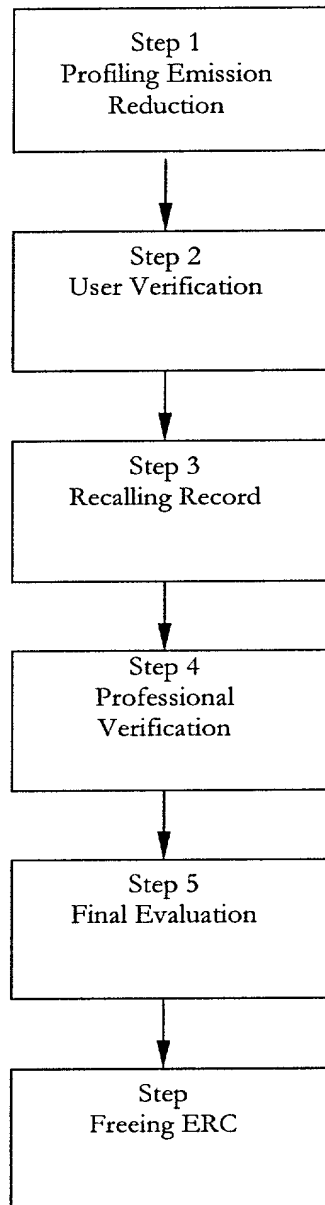 Step 1
Profiling Emission
Reduction
Step 2
User Verification
Step 3
Recalling Record
Step 4
Professional
Verification
Step 5
Final Evaluation
Step
Freeing ERC